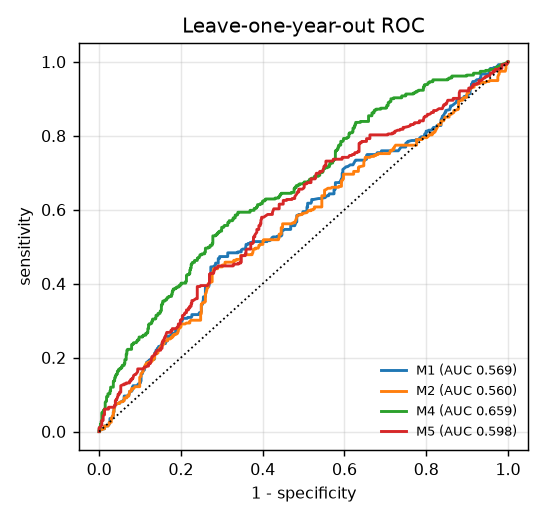 Leave-one-year-out ROC
sensitivity
1.0
0.8
0.6
0.4
0.2
0.0
M1 (AUC 0.569)
M2 (AUC 0.560)
M4 (AUC 0.659)
M5 (AUC 0.598)
0.0 0.2 0.4 0.6 0.8 1.0
1 - specificity